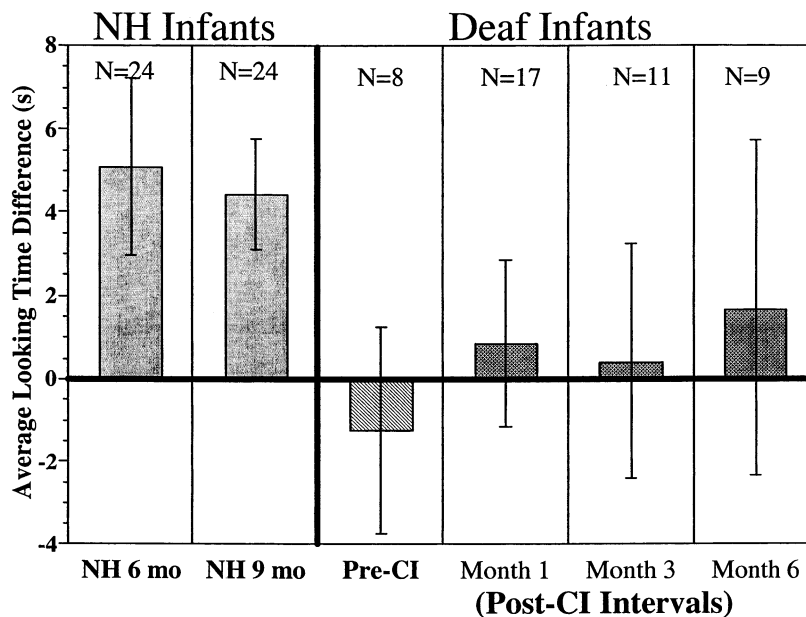 NH Infants
Deaf Infants
N=24
N=24
N=8
N=17
N=11
N=9
Average Looking Time Difference (s)
8
6
4
2
0
-2
-4
NH 6 mo
NH 9 mo
Pre-CI
Month 1
Month 3
Month 6
(Post-CI Intervals)